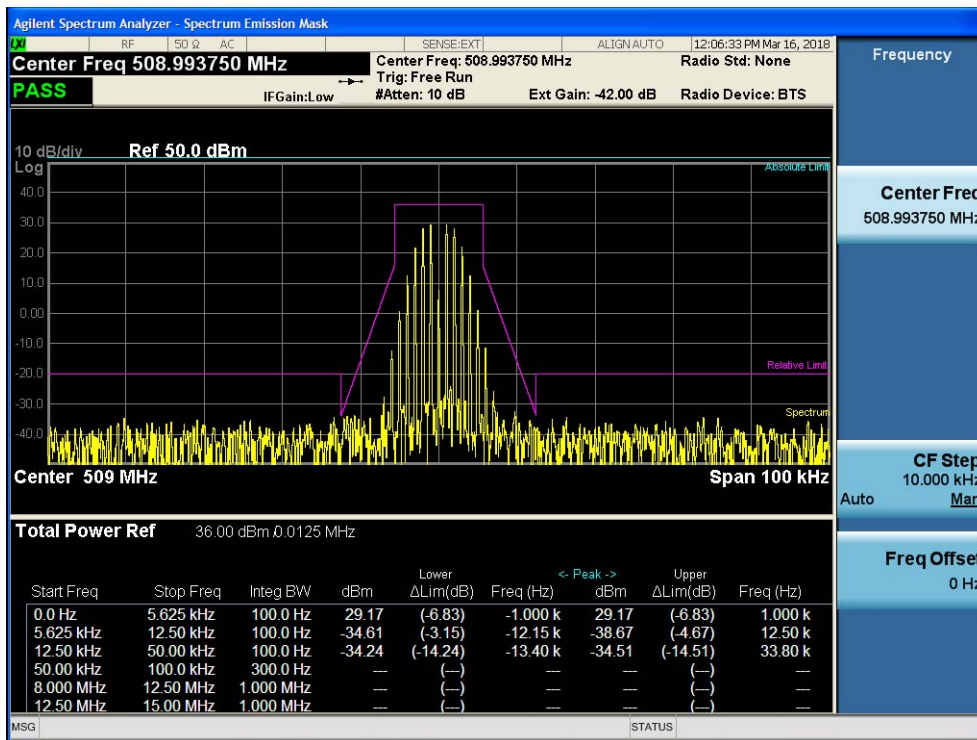 Agilent Spectrum Analyzer - Spectrum Emission Mask
LXI RF 50 Ω AC SENSE:EXT ALIGN AUTO 12:06:33 PM Mar 16, 2018
Center Freq 508.993750 MHz Center Freq: 508.993750 MHz Radio Std: None
Trig: Free Run
PASS IFGain:Low #Atten: 10 dB Ext Gain: -42.00 dB Radio Device: BTS
10 dB/div Ref 50.0 dBm
Log Absolute Limit
40.0
30.0
20.0
10.0
0.00
-10.0
-20.0 Relative Limit
-30.0 Spectrum
-40.0
Center 509 MHz Span 100 kHz
Total Power Ref 36.00 dBm / 0.0125 MHz
Lower <- Peak -> Upper
Start Freq Stop Freq Integ BW dBm ΔLim(dB) Freq (Hz) dBm ΔLim(dB) Freq (Hz)
0.0 Hz 5.625 kHz 100.0 Hz 29.17 (-6.83) -1.000 k 29.17 (-6.83) 1.000 k
5.625 kHz 12.50 kHz 100.0 Hz -34.61 (-3.15) -12.15 k -38.67 (-4.67) 12.50 k
12.50 kHz 50.00 kHz 100.0 Hz -34.24 (-14.24) -13.40 k -34.51 (-14.51) 33.80 k
50.00 kHz 100.0 kHz 300.0 Hz --- (---) --- --- (---) ---
8.000 MHz 12.50 MHz 1.000 MHz --- (---) --- --- (---) ---
12.50 MHz 15.00 MHz 1.000 MHz --- (---) --- --- (---) ---
MSG STATUS
Frequency
Center Freq
508.993750 MHz
CF Step
10.000 kHz
Auto Man
Freq Offset
0 Hz